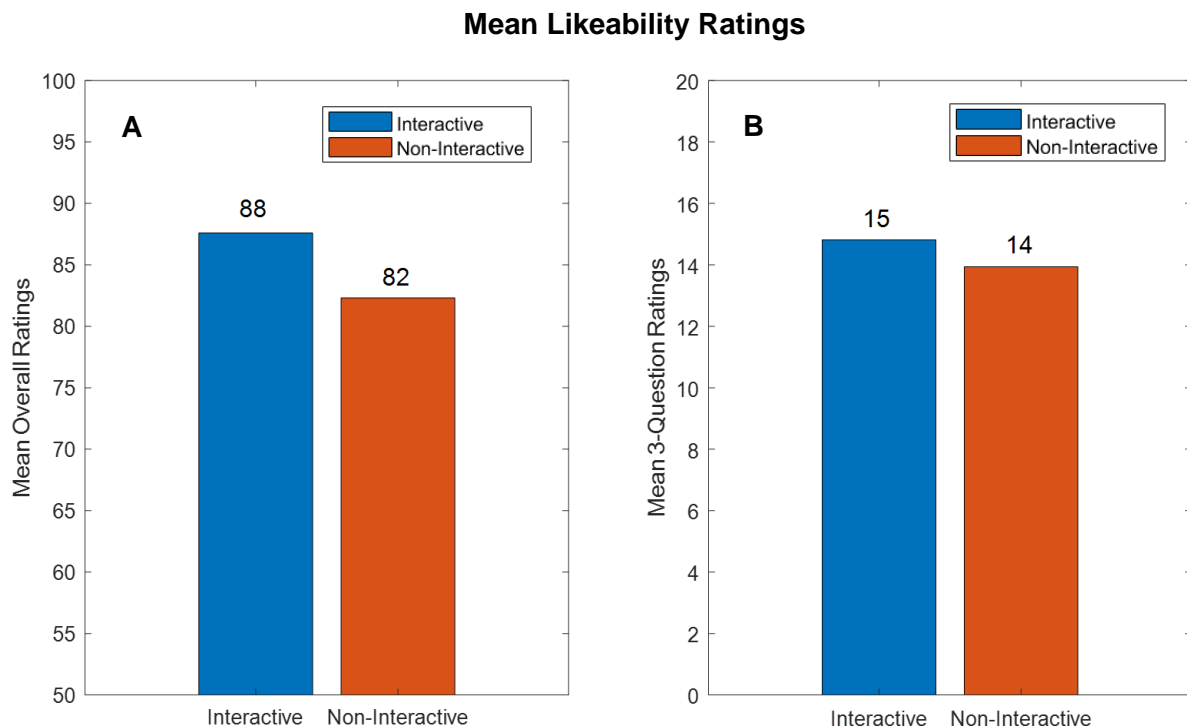 Mean Likeability Ratings
A
Interactive
Non-Interactive
Mean Overall Ratings
100
95
90
85
80
75
70
65
60
55
50
88
82
Interactive
Non-Interactive
B
Interactive
Non-Interactive
Mean 3-Question Ratings
20
18
16
14
12
10
8
6
4
2
0
15
14
Interactive
Non-Interactive